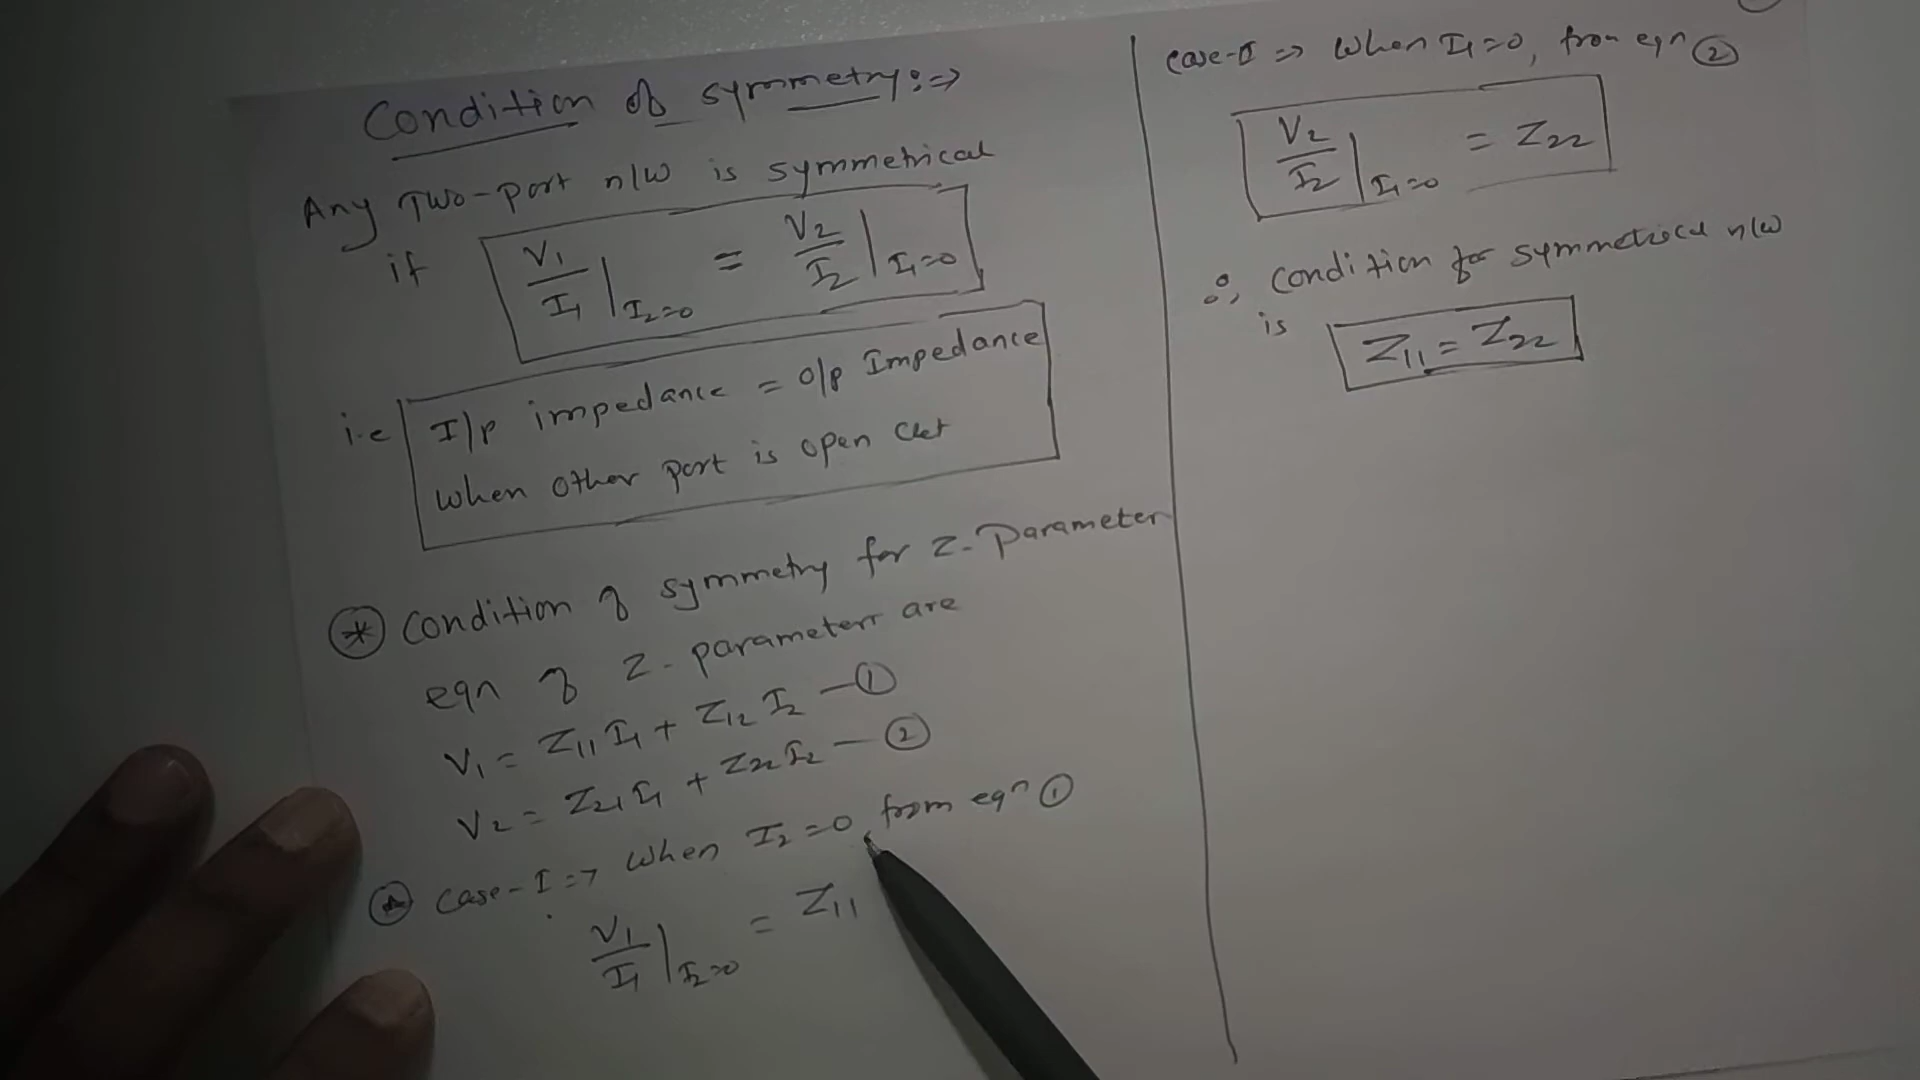 Condition of symmetry :⇒
Any Two-port n/w is symmetrical
if V1/I1 |I2=0 = V2/I2 |I1=0
i.e I/p impedance = o/p Impedance
when other port is open ckt
* Condition of symmetry for Z-Parameter
eqn of Z-parameters are
V1 = Z11 I1 + Z12 I2 — ①
V2 = Z21 I1 + Z22 I2 — ②
Case-I ⇒ When I2=0 from eqn ①
V1/I1 |I2=0 = Z11
Case-II ⇒ When I1=0, from eqn ②
V2/I2 |I1=0 = Z22
∴, Condition for symmetrical n/w
is Z11 = Z22